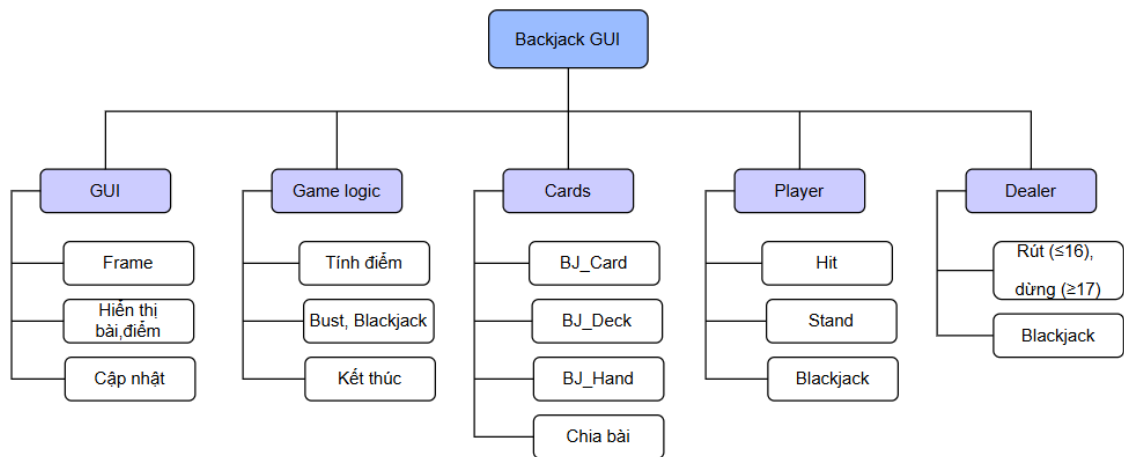 Backjack GUI
GUI
Game logic
Cards
Player
Dealer
Frame
Hiển thị
bài,điểm
Cập nhật
Tính điểm
Bust, Blackjack
Kết thúc
BJ_Card
BJ_Deck
BJ_Hand
Chia bài
Hit
Stand
Blackjack
Rút (≤16),
dừng (≥17)
Blackjack